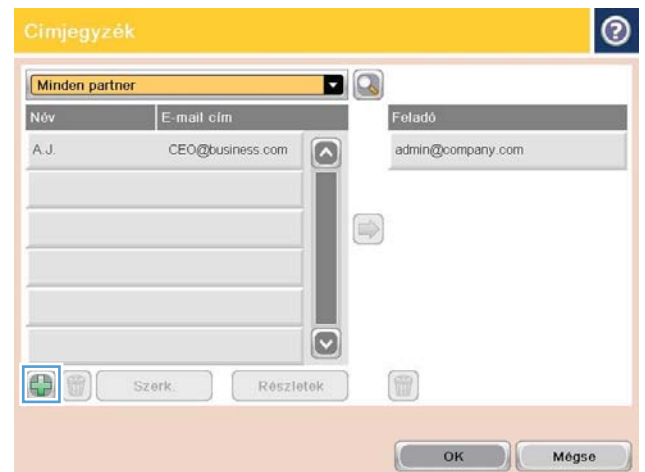 Címjegyzék
Minden partner
Név E-mail cím Feladó
A.J. CEO@business.com admin@company.com
Szerk. Részletek
OK Mégse